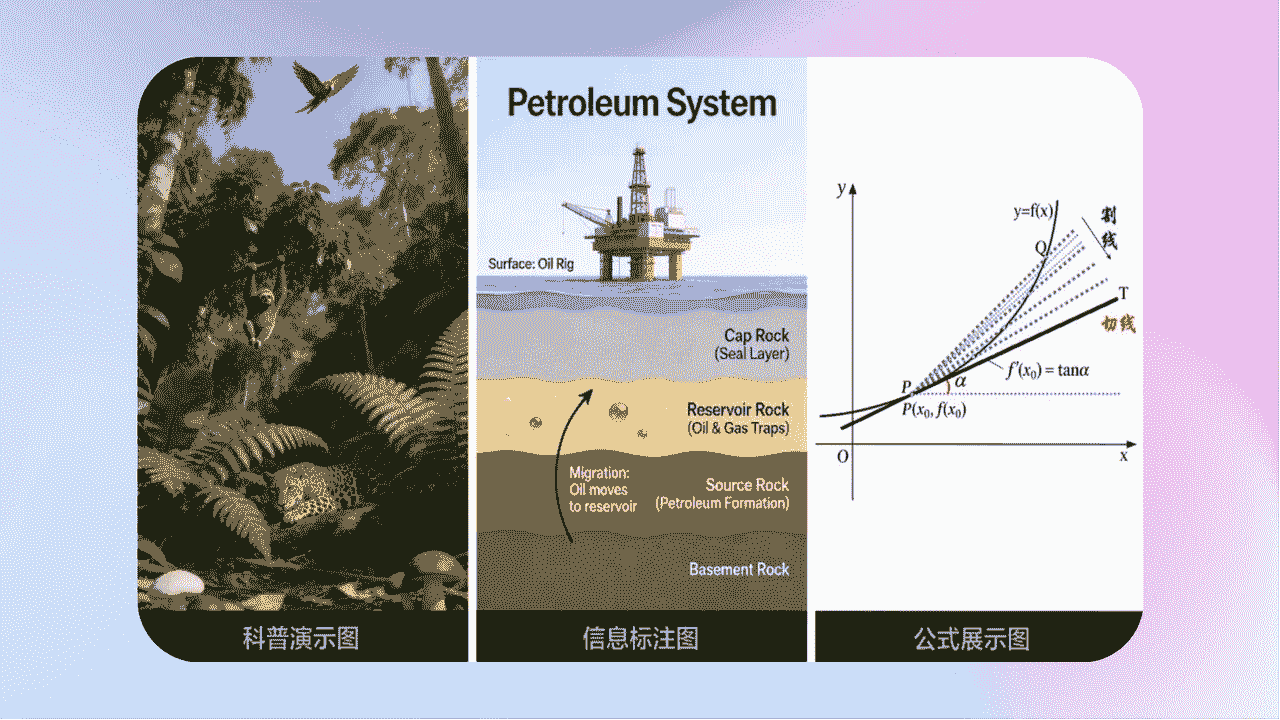 科普演示图
Petroleum System
Surface: Oil Rig
Cap Rock
(Seal Layer)
Reservoir Rock
(Oil & Gas Traps)
Migration:
Oil moves
to reservoir
Source Rock
(Petroleum Formation)
Basement Rock
信息标注图
y
y=f(x)
割
线
Q
T
切线
f′(x₀) = tanα
P
α
P(x₀, f(x₀)
O
x
公式展示图